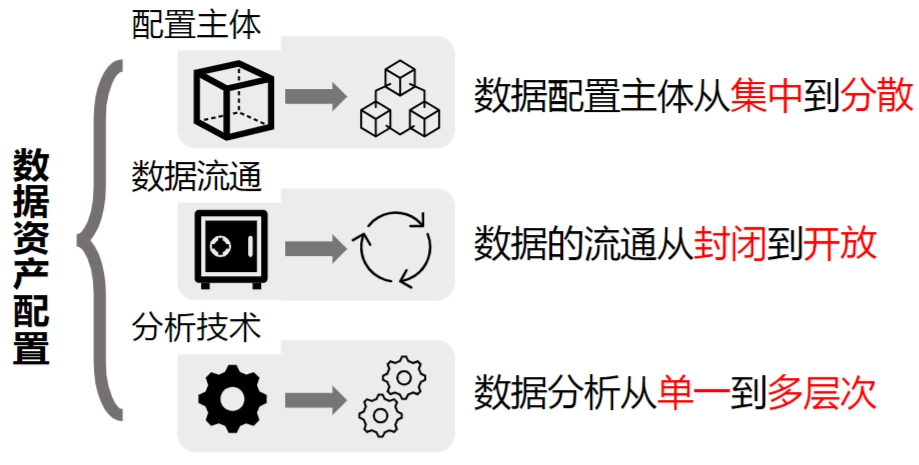 数据资产配置
配置主体
数据配置主体从集中到分散
数据流通
数据的流通从封闭到开放
分析技术
数据分析从单一到多层次